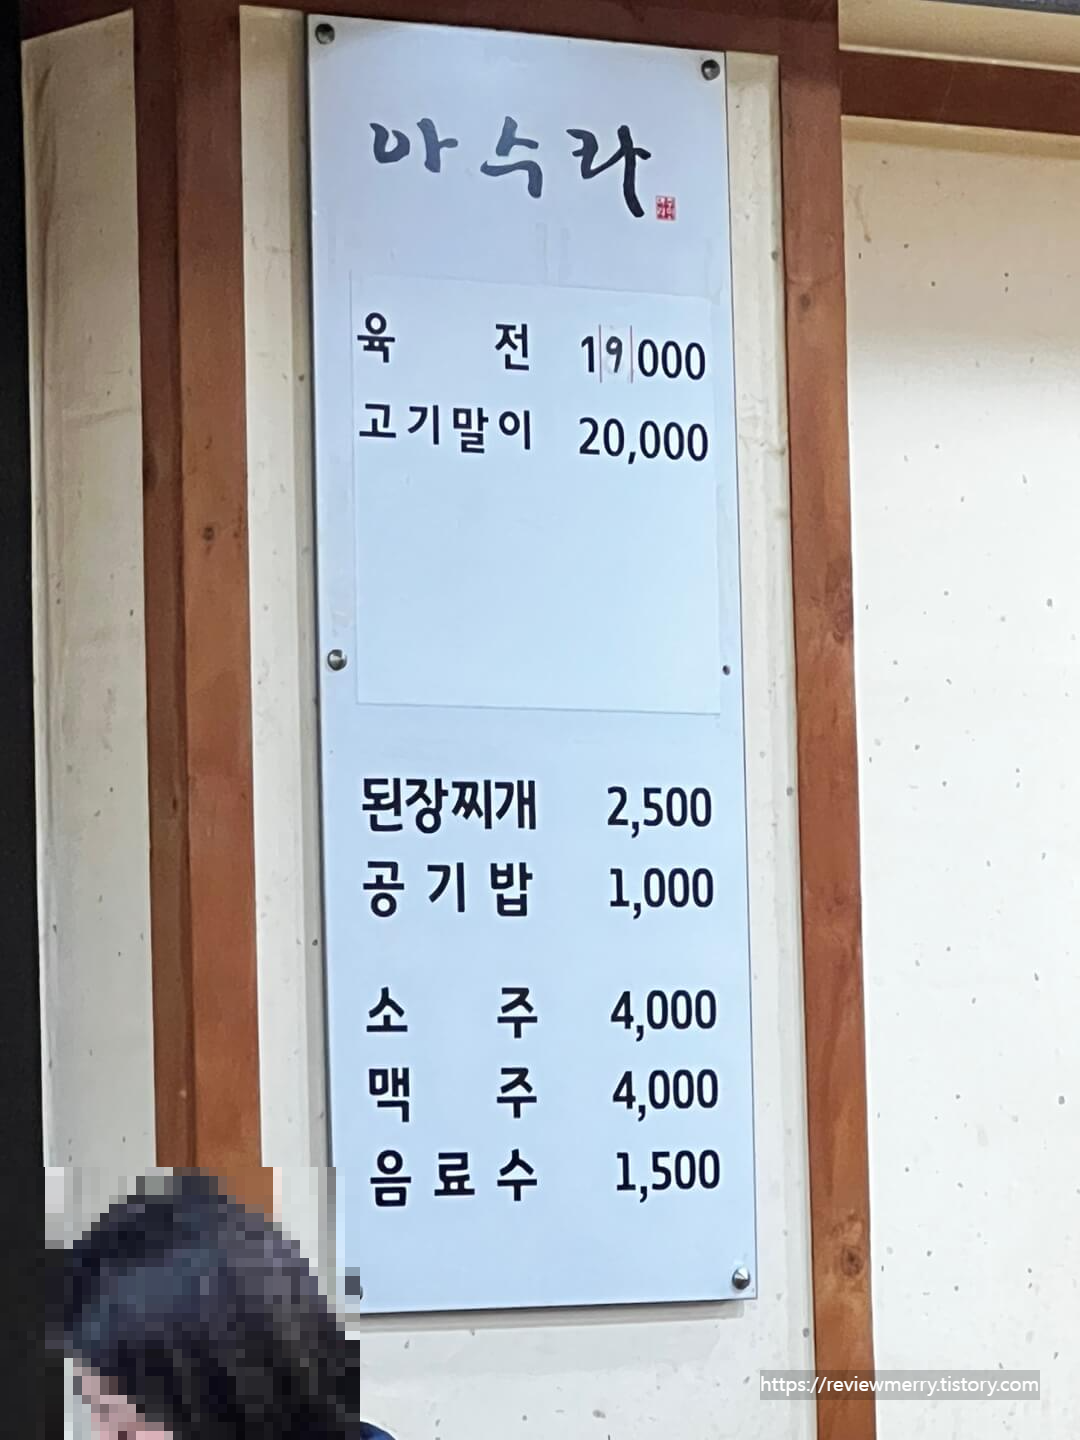 아수라
육 전 19,000
고기말이 20,000
된장찌개 2,500
공기밥 1,000
소주 4,000
맥주 4,000
음료수 1,500
https://reviewmerry.tistory.com